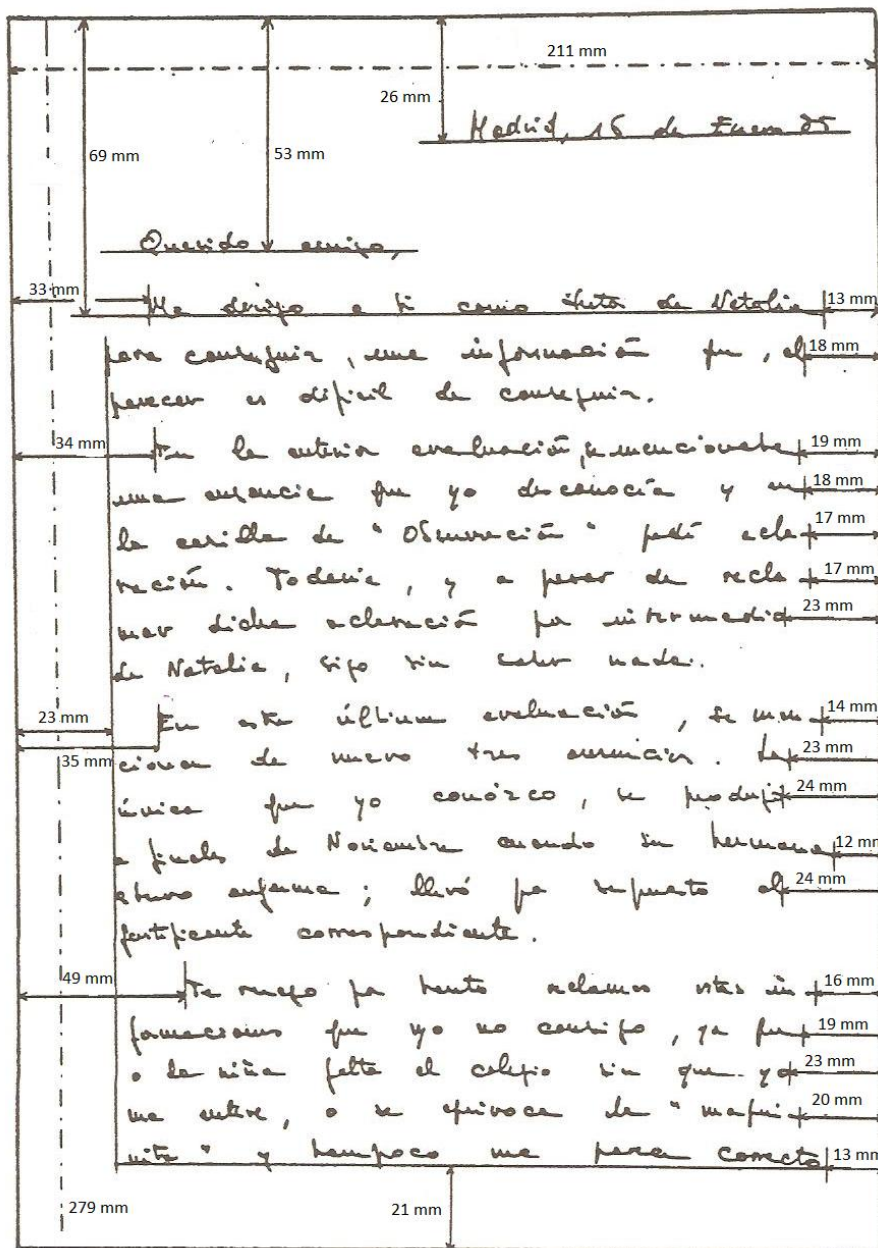 211 mm
26 mm
Madrid, 16 de Enero 85
69 mm
53 mm
Querido amigo,
33 mm
Me dirijo a ti como tutor de Natalia
13 mm
para conseguir, una información que, al
18 mm
parecer es dificil de conseguir.
34 mm
En la anterior evaluación, se mencionaba
19 mm
una ausencia que yo desconocía y en
18 mm
la casilla de "Observación" pedí acla
17 mm
ración. Todavia, y a pesar de recla
17 mm
mar dicha aclaración por intermedio
23 mm
de Natalia, sigo sin saber nada.
23 mm
En esta última evaluación, se men
14 mm
35 mm
cionan de nuevo tres ausencias. La
23 mm
única que yo conózco, se produjo
24 mm
a finales de Noviembre cuando su hermana
12 mm
estuvo enferma; llevó por supuesto el
24 mm
justificante correspondiente.
49 mm
Te ruego por tanto aclarnos estas in
16 mm
formaciones que yo no consigo, ya que
19 mm
o la niña falta al colegio sin que yo
23 mm
me entere, o se equivoca la "maqui
20 mm
nita" y tampoco me parece correcto
13 mm
279 mm
21 mm